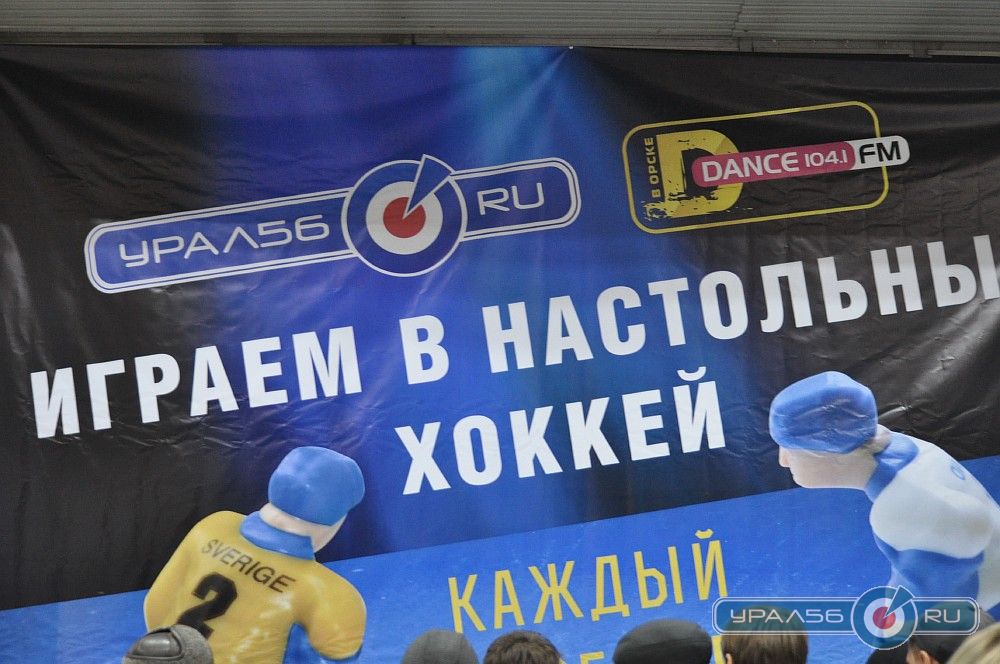 УРАЛ56 RU
В ОРСКЕ
D DANCE 104.1 FM
ИГРАЕМ В НАСТОЛЬНЫ
ХОККЕЙ
SVERIGE
2
КАЖДЫЙ
УРАЛ56 RU